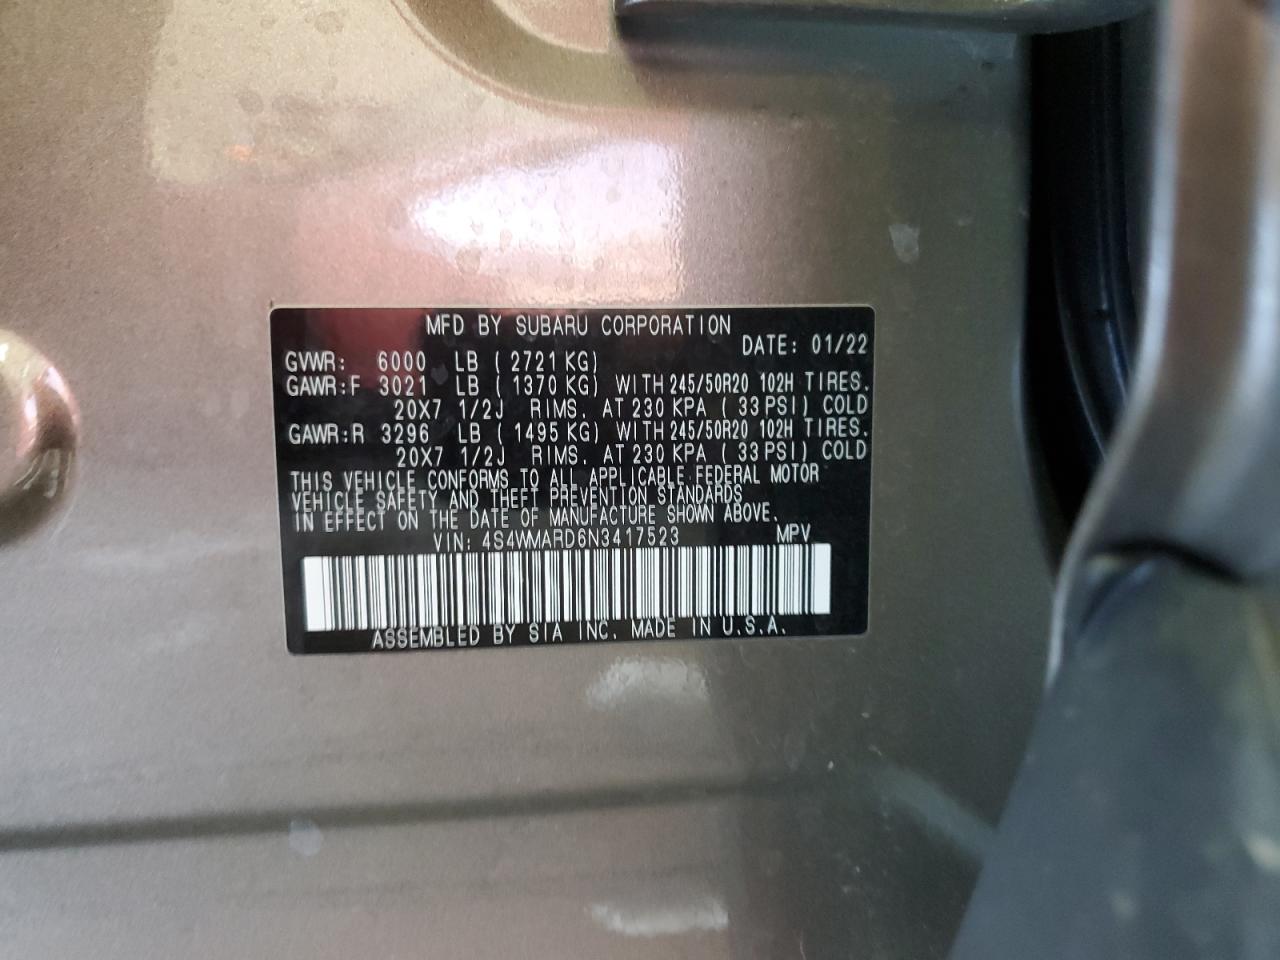 MFD BY SUBARU CORPORATION
DATE: 01/22
GVWR: 6000 LB ( 2721 KG)
GAWR:F 3021 LB ( 1370 KG) WITH 245/50R20 102H TIRES.
20X7 1/2J RIMS. AT 230 KPA ( 33 PSI) COLD
GAWR:R 3296 LB ( 1495 KG) WITH 245/50R20 102H TIRES.
20X7 1/2J RIMS. AT 230 KPA ( 33 PSI) COLD
THIS VEHICLE CONFORMS TO ALL APPLICABLE FEDERAL MOTOR
VEHICLE SAFETY AND THEFT PREVENTION STANDARDS
IN EFFECT ON THE DATE OF MANUFACTURE SHOWN ABOVE.
VIN: 4S4WMARD6N3417523 MPV
ASSEMBLED BY SIA INC. MADE IN U.S.A.